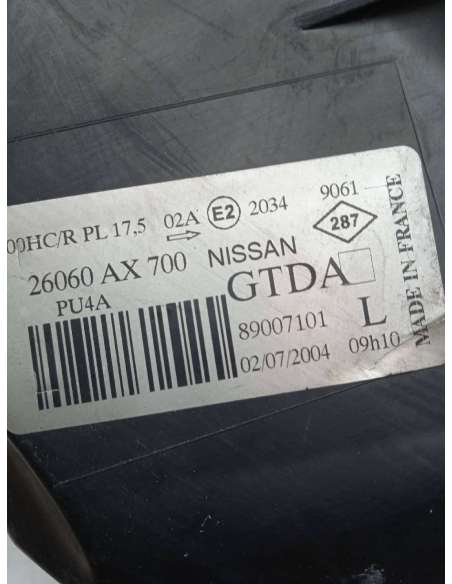 00HC/R PL 17,5 02A E2 2034 9061
287
26060 AX 700 NISSAN
PU4A GTDA
89007101 L
02/07/2004 09h10
MADE IN FRANCE